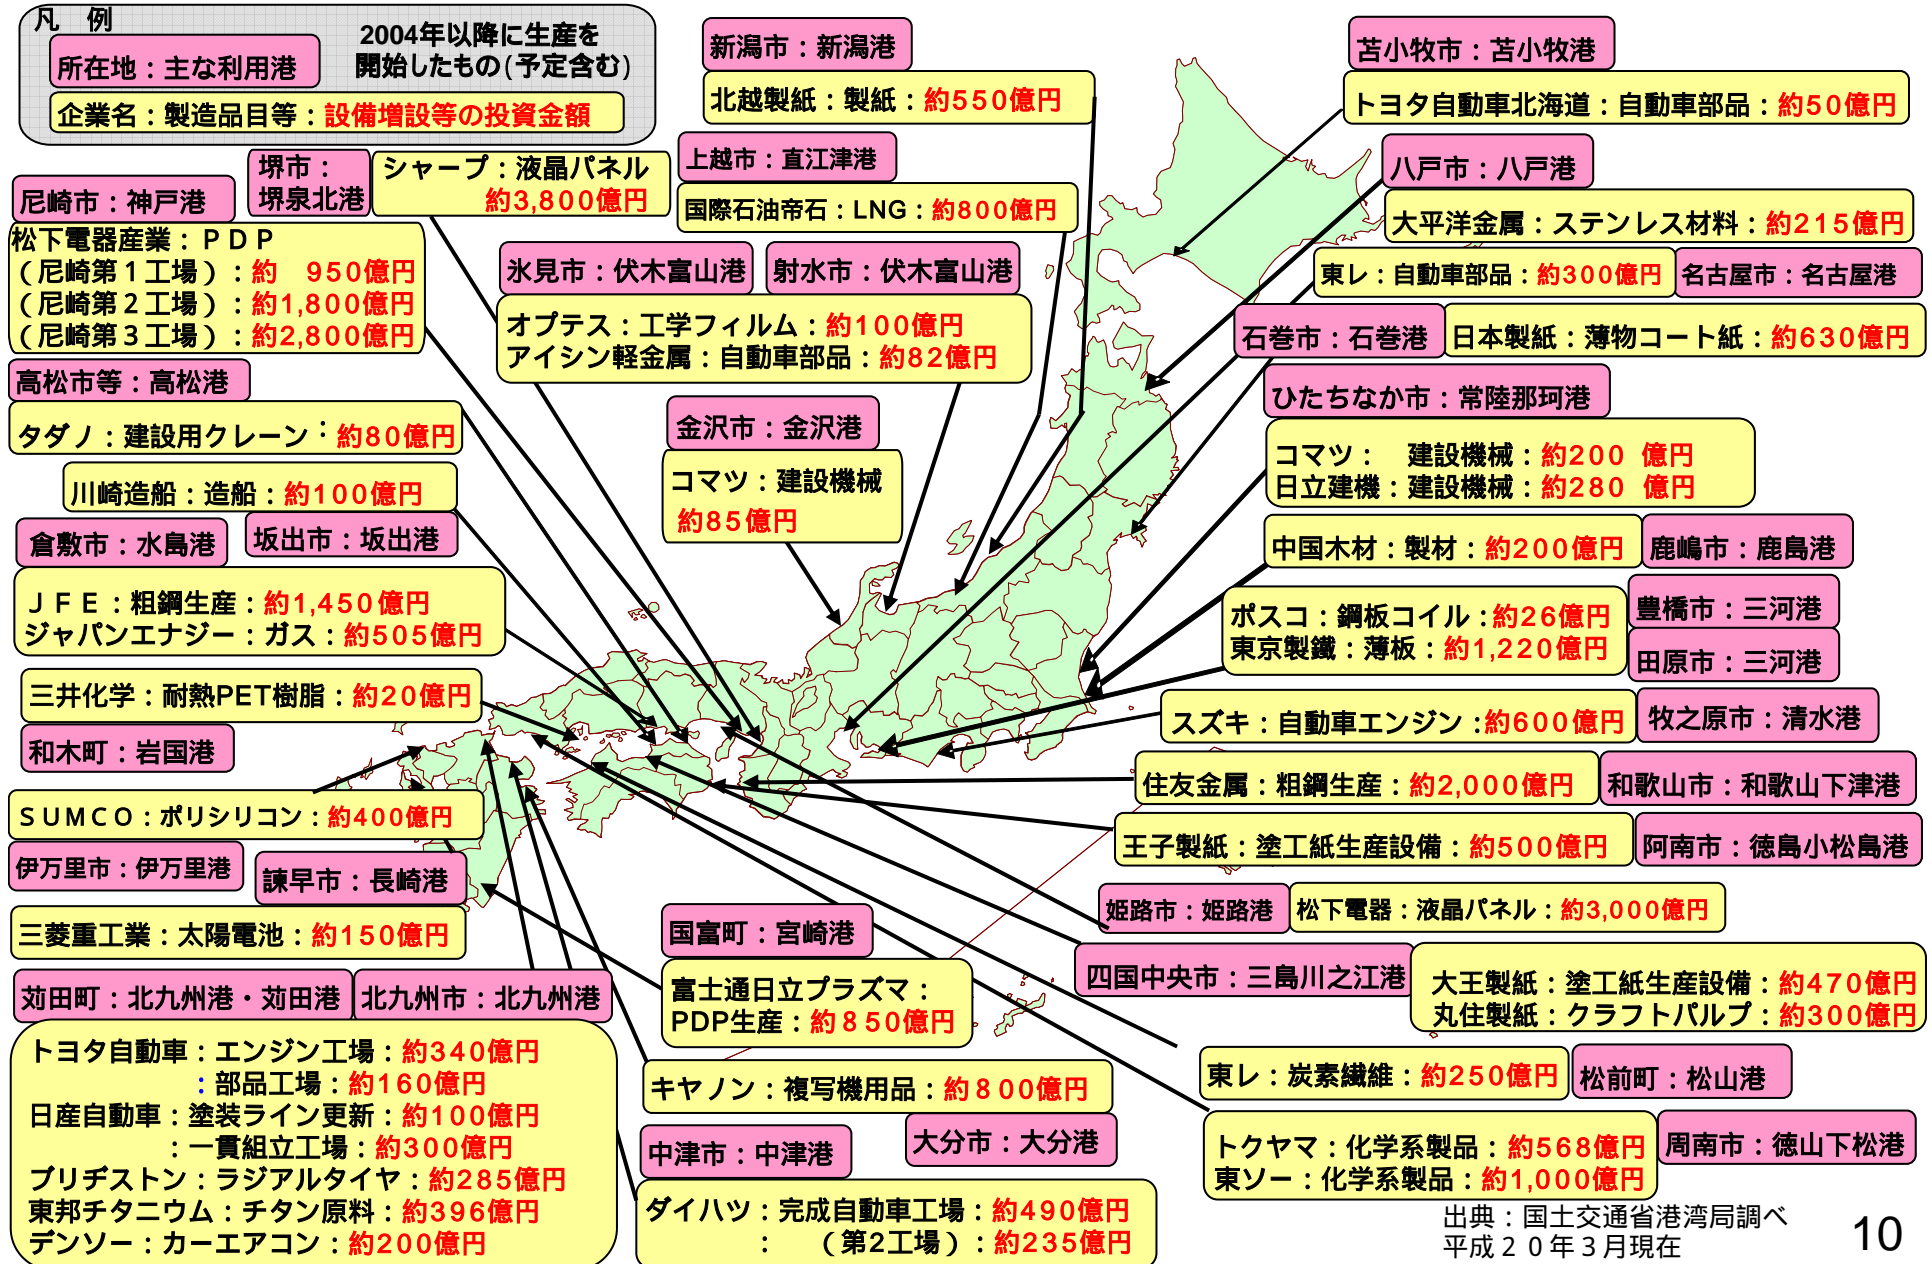 凡　例
所在地：主な利用港
2004年以降に生産を
開始したもの(予定含む)
企業名：製造品目等：設備増設等の投資金額
新潟市：新潟港
北越製紙：製紙：約550億円
苫小牧市：苫小牧港
トヨタ自動車北海道：自動車部品：約50億円
尼崎市：神戸港
堺市：
堺泉北港
シャープ：液晶パネル
約3,800億円
上越市：直江津港
国際石油帝石：LNG：約800億円
八戸市：八戸港
大平洋金属：ステンレス材料：約215億円
松下電器産業：ＰＤＰ
（尼崎第１工場）：約　950億円
（尼崎第２工場）：約1,800億円
（尼崎第３工場）：約2,800億円
氷見市：伏木富山港
射水市：伏木富山港
オプテス：工学フィルム：約100億円
アイシン軽金属：自動車部品：約82億円
東レ：自動車部品：約300億円
名古屋市：名古屋港
石巻市：石巻港
日本製紙：薄物コート紙：約630億円
高松市等：高松港
タダノ：建設用クレーン：約80億円
金沢市：金沢港
コマツ：建設機械
約85億円
ひたちなか市：常陸那珂港
コマツ：　建設機械：約200 億円
日立建機：建設機械：約280 億円
川崎造船：造船：約100億円
倉敷市：水島港
坂出市：坂出港
中国木材：製材：約200億円
鹿嶋市：鹿島港
ＪＦＥ：粗鋼生産：約1,450億円
ジャパンエナジー：ガス：約505億円
ポスコ：鋼板コイル：約26億円
東京製鐵：薄板：約1,220億円
豊橋市：三河港
田原市：三河港
三井化学：耐熱PET樹脂：約20億円
和木町：岩国港
スズキ：自動車エンジン：約600億円
牧之原市：清水港
住友金属：粗鋼生産：約2,000億円
和歌山市：和歌山下津港
ＳＵＭＣＯ：ポリシリコン：約400億円
伊万里市：伊万里港
王子製紙：塗工紙生産設備：約500億円
阿南市：徳島小松島港
諫早市：長崎港
三菱重工業：太陽電池：約150億円
姫路市：姫路港
松下電器：液晶パネル：約3,000億円
国富町：宮崎港
富士通日立プラズマ：
PDP生産：約８５０億円
四国中央市：三島川之江港
大王製紙：塗工紙生産設備：約470億円
丸住製紙：クラフトパルプ：約300億円
苅田町：北九州港・苅田港
北九州市：北九州港
トヨタ自動車：エンジン工場：約340億円
：部品工場：約160億円
日産自動車：塗装ライン更新：約100億円
：一貫組立工場：約300億円
ブリヂストン：ラジアルタイヤ：約285億円
東邦チタニウム：チタン原料：約396億円
デンソー：カーエアコン：約200億円
キヤノン：複写機用品：約８００億円
大分市：大分港
東レ：炭素繊維：約250億円
松前町：松山港
中津市：中津港
ダイハツ：完成自動車工場：約490億円
：　（第2工場）：約235億円
トクヤマ：化学系製品：約568億円
東ソー：化学系製品：約1,000億円
周南市：徳山下松港
出典：国土交通省港湾局調べ
平成２０年３月現在
10